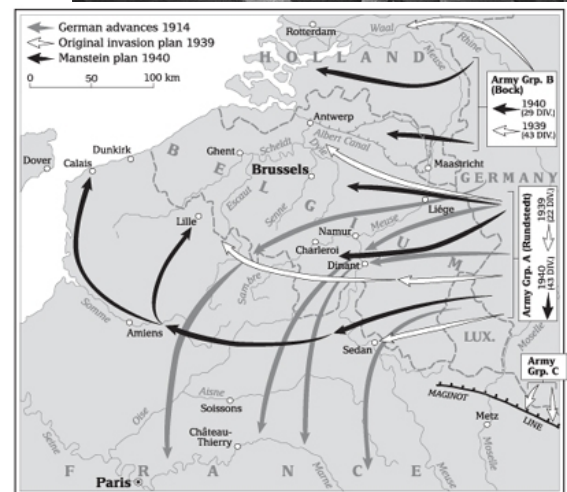 German advances 1914
Original invasion plan 1939
Manstein plan 1940
0 50 100 km
Rotterdam
Waal
Rhine
Meuse
HOLLAND
Army Grp. B
(Bock)
1940
(29 DIV.)
1939
(43 DIV.)
Antwerp
Albert Canal
Dyle
Scheldt
Ghent
Dunkirk
Dover
Calais
Brussels
Maastricht
GERMANY
BELGIUM
Escaut
Senne
Lille
Liége
Meuse
Namur
Charleroi
Dinant
Sambre
Army Grp. A (Rundstedt)
1939
(22 DIV.)
1940
(43 DIV.)
Somme
Amiens
Sedan
LUX.
Moselle
Army
Grp. C
MAGINOT
LINE
Metz
Moselle
Aisne
Oise
Soissons
Château-
Thierry
Seine
Marne
Meuse
FRANCE
Paris